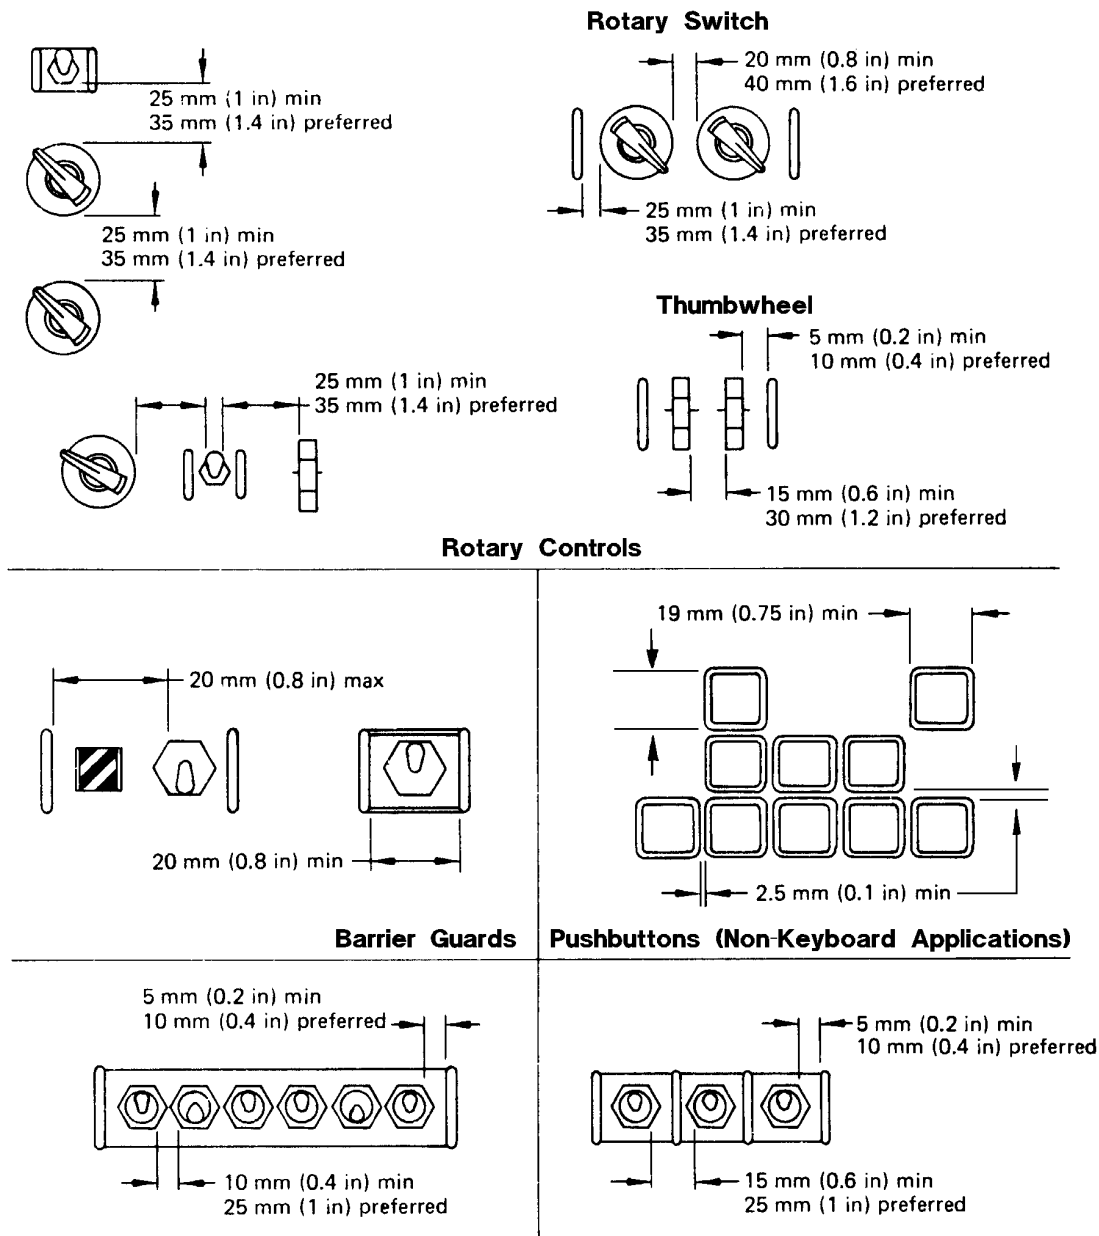 Rotary Switch
20 mm (0.8 in) min
40 mm (1.6 in) preferred
25 mm (1 in) min
35 mm (1.4 in) preferred
25 mm (1 in) min
35 mm (1.4 in) preferred
25 mm (1 in) min
35 mm (1.4 in) preferred
Thumbwheel
5 mm (0.2 in) min
10 mm (0.4 in) preferred
25 mm (1 in) min
35 mm (1.4 in) preferred
15 mm (0.6 in) min
30 mm (1.2 in) preferred
Rotary Controls
20 mm (0.8 in) max
20 mm (0.8 in) min
Barrier Guards
19 mm (0.75 in) min
2.5 mm (0.1 in) min
Pushbuttons (Non-Keyboard Applications)
5 mm (0.2 in) min
10 mm (0.4 in) preferred
10 mm (0.4 in) min
25 mm (1 in) preferred
5 mm (0.2 in) min
10 mm (0.4 in) preferred
15 mm (0.6 in) min
25 mm (1 in) preferred